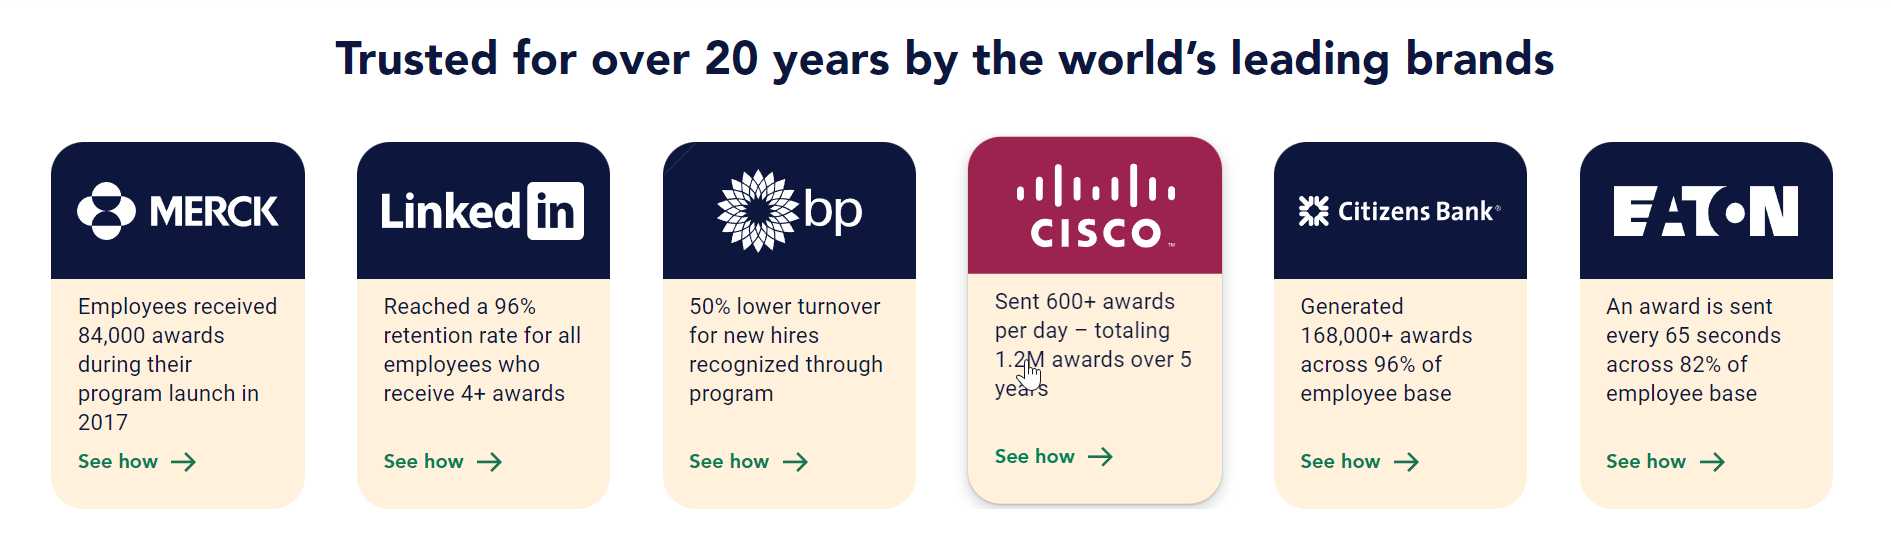 Trusted for over 20 years by the world's leading brands
MERCK
Employees received
84,000 awards
during their
program launch in
2017
See how
Linked in
Reached a 96%
retention rate for all
employees who
receive 4+ awards
See how
bp
50% lower turnover
for new hires
recognized through
program
See how
CISCO™
Sent 600+ awards
per day – totaling
1.2M awards over 5
years
See how
Citizens Bank®
Generated
168,000+ awards
across 96% of
employee base
See how
EATON
An award is sent
every 65 seconds
across 82% of
employee base
See how